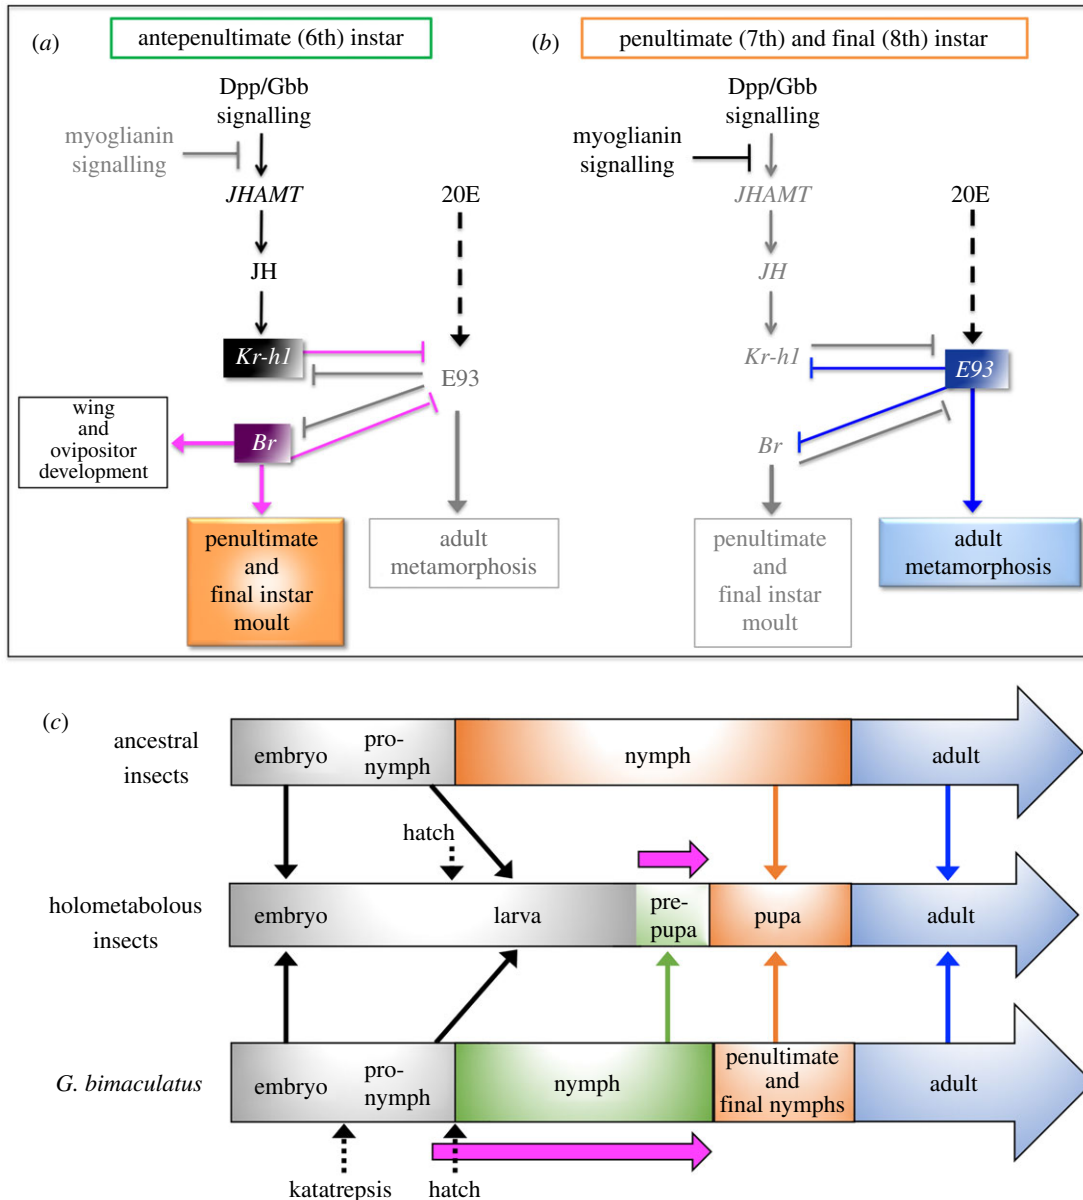 (a)
antepenultimate (6th) instar
Dpp/Gbb
signalling
myoglianin
signalling
JHAMT
20E
JH
Kr-h1
E93
wing
and
ovipositor
development
Br
penultimate
and
final instar
moult
adult
metamorphosis
(b)
penultimate (7th) and final (8th) instar
Dpp/Gbb
signalling
myoglianin
signalling
JHAMT
20E
JH
Kr-h1
E93
Br
penultimate
and
final instar
moult
adult
metamorphosis
(c)
ancestral
insects
embryo
pro-
nymph
nymph
adult
hatch
holometabolous
insects
embryo
larva
pre-
pupa
pupa
adult
G. bimaculatus
embryo
pro-
nymph
nymph
penultimate
and
final nymphs
adult
katatrepsis
hatch